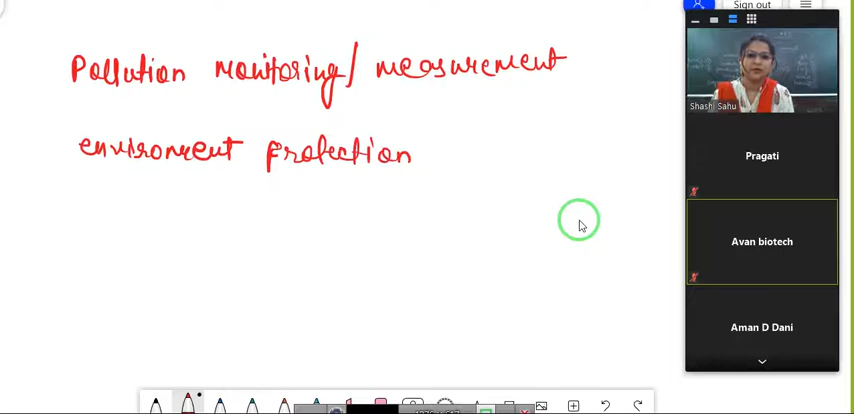 Sign out
Pollution monitoring/ measurement
environment protection
Shashi Sahu
Pragati
Avan biotech
Aman D Dani